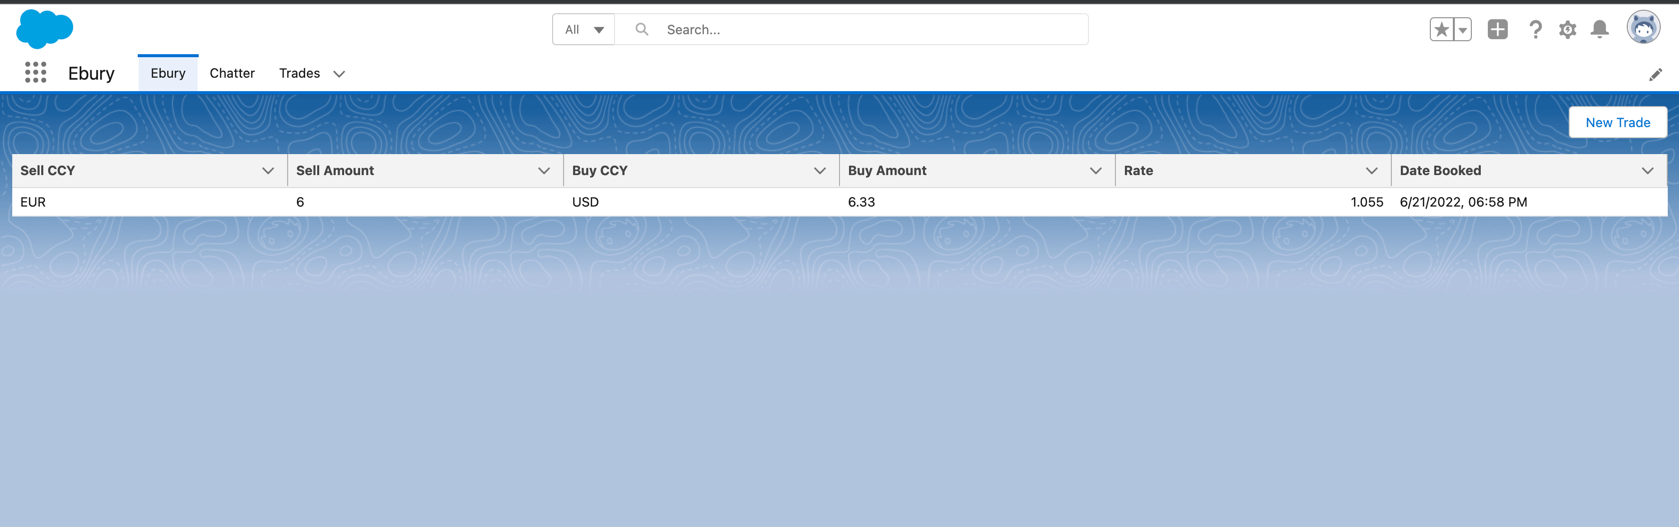 All Search...
Ebury Ebury Chatter Trades
New Trade
Sell CCY Sell Amount Buy CCY Buy Amount Rate Date Booked
EUR 6 USD 6.33 1.055 6/21/2022, 06:58 PM